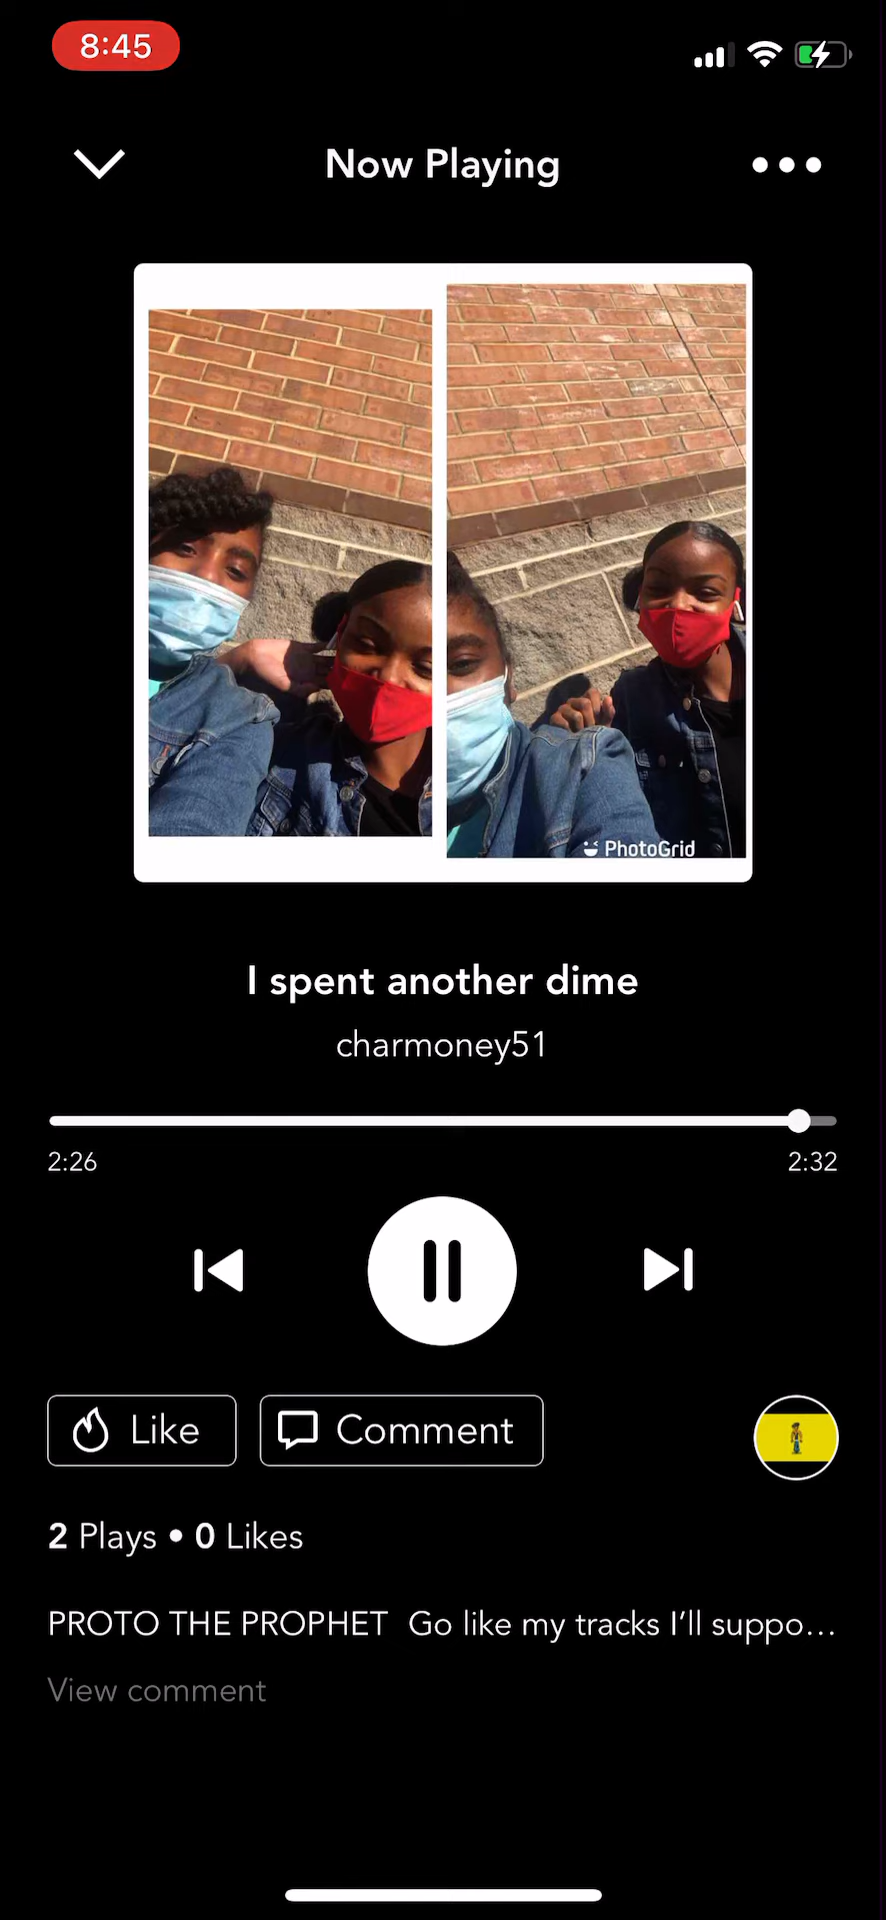 8:45
Now Playing
PhotoGrid
I spent another dime
charmoney51
2:26
2:32
Like
Comment
2 Plays • 0 Likes
PROTO THE PROPHET Go like my tracks I’ll suppo...
View comment